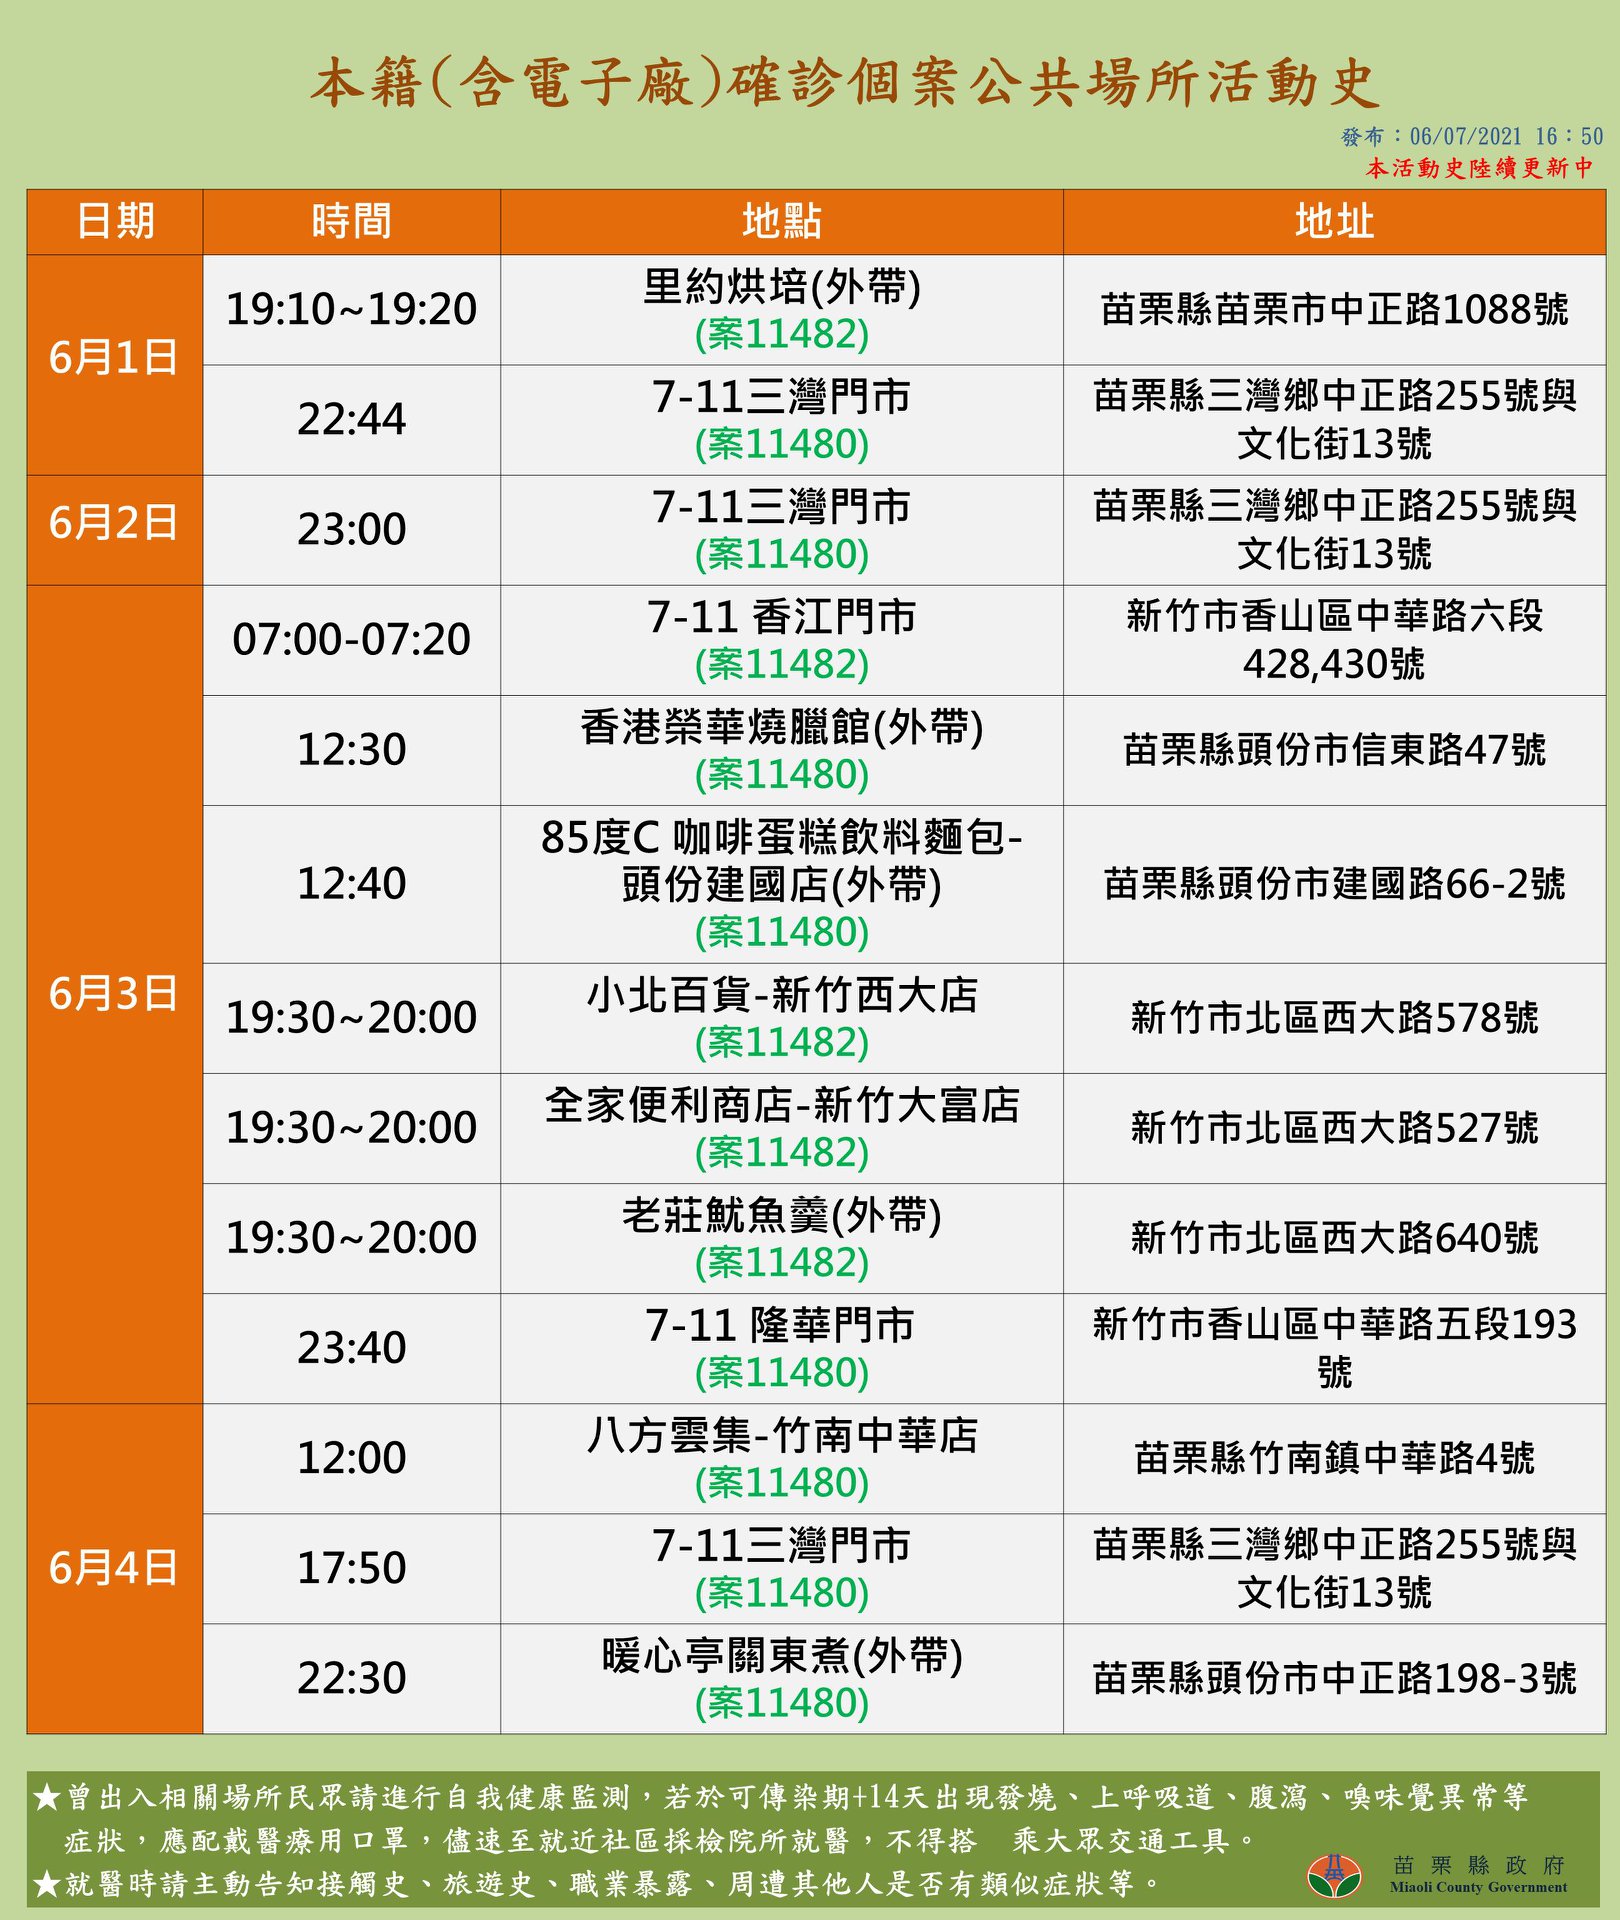 本籍(含電子廠)確診個案公共場所活動史
發布：06/07/2021 16：50
本活動史陸續更新中
日期 時間 地點 地址
6月1日
19:10~19:20
里約烘培(外帶)
(案11482)
苗栗縣苗栗市中正路1088號
22:44
7-11三灣門市
(案11480)
苗栗縣三灣鄉中正路255號與
文化街13號
6月2日
23:00
7-11三灣門市
(案11480)
苗栗縣三灣鄉中正路255號與
文化街13號
6月3日
07:00-07:20
7-11 香江門市
(案11482)
新竹市香山區中華路六段
428,430號
12:30
香港榮華燒臘館(外帶)
(案11480)
苗栗縣頭份市信東路47號
12:40
85度C 咖啡蛋糕飲料麵包-
頭份建國店(外帶)
(案11480)
苗栗縣頭份市建國路66-2號
19:30~20:00
小北百貨-新竹西大店
(案11482)
新竹市北區西大路578號
19:30~20:00
全家便利商店-新竹大富店
(案11482)
新竹市北區西大路527號
19:30~20:00
老莊魷魚羹(外帶)
(案11482)
新竹市北區西大路640號
23:40
7-11 隆華門市
(案11480)
新竹市香山區中華路五段193
號
6月4日
12:00
八方雲集-竹南中華店
(案11480)
苗栗縣竹南鎮中華路4號
17:50
7-11三灣門市
(案11480)
苗栗縣三灣鄉中正路255號與
文化街13號
22:30
暖心亭關東煮(外帶)
(案11480)
苗栗縣頭份市中正路198-3號
★曾出入相關場所民眾請進行自我健康監測，若於可傳染期+14天出現發燒、上呼吸道、腹瀉、嗅味覺異常等
症狀，應配戴醫療用口罩，儘速至就近社區採檢院所就醫，不得搭　乘大眾交通工具。
★就醫時請主動告知接觸史、旅遊史、職業暴露、周遭其他人是否有類似症狀等。
苗栗縣政府
Miaoli County Government